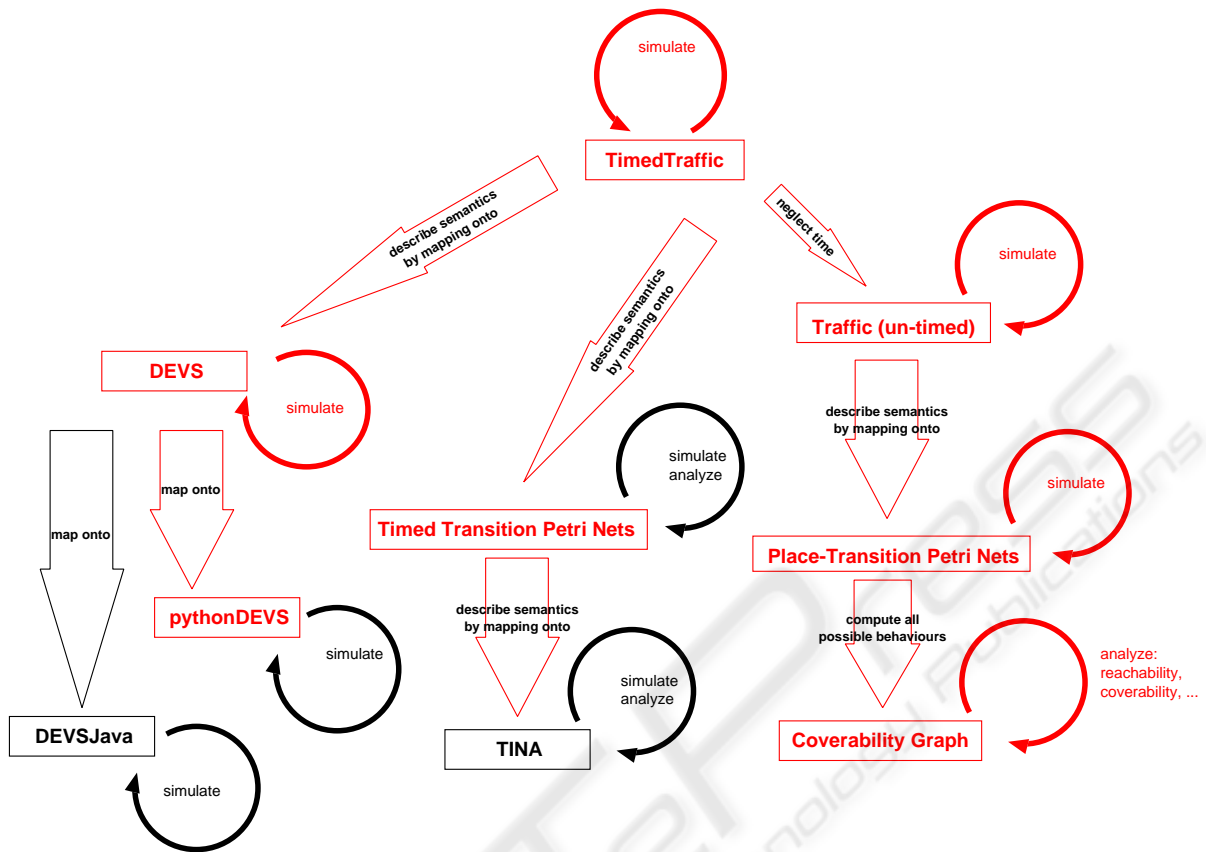 simulate
TimedTraffic
describe semantics
by mapping onto
neglect time
describe semantics
by mapping onto
simulate
Traffic (un-timed)
DEVS
simulate
describe semantics
by mapping onto
simulate
analyze
simulate
map onto
map onto
Timed Transition Petri Nets
Place-Transition Petri Nets
pythonDEVS
simulate
describe semantics
by mapping onto
compute all
possible behaviours
simulate
analyze
analyze:
reachability,
coverability, ...
DEVSJava
TINA
Coverability Graph
simulate